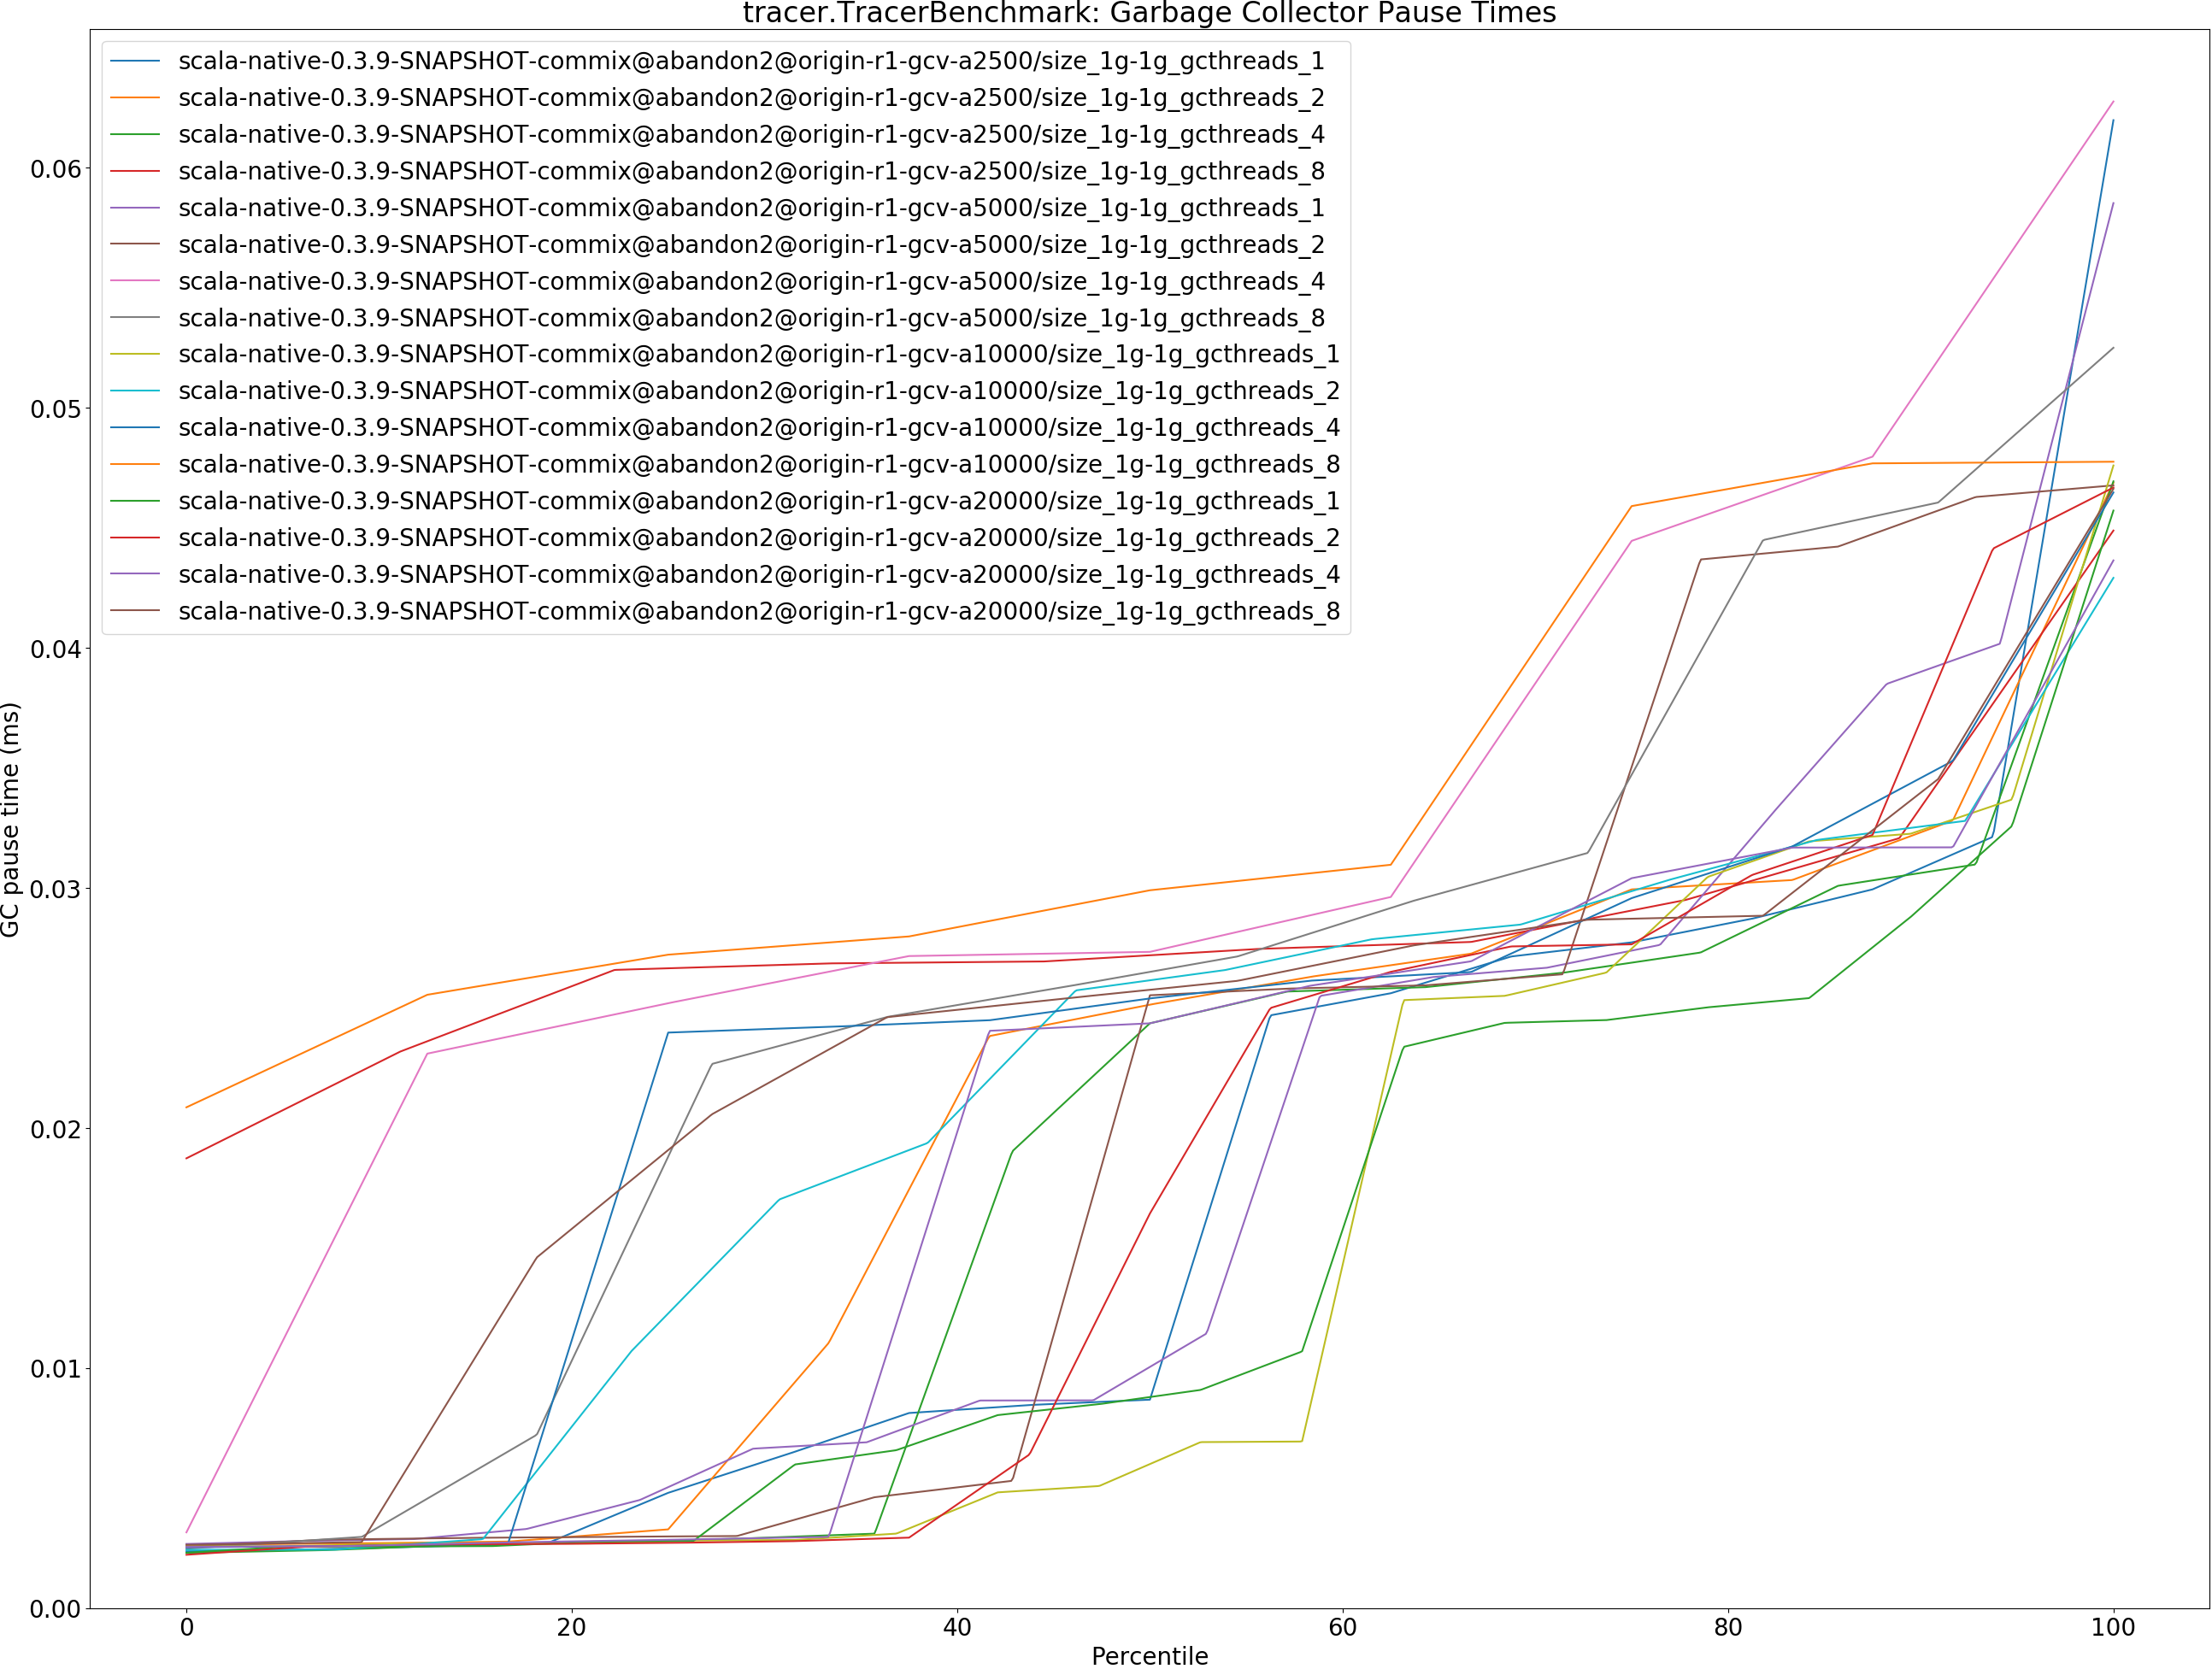 tracer.TracerBenchmark: Garbage Collector Pause Times
scala-native-0.3.9-SNAPSHOT-commix@abandon2@origin-r1-gcv-a2500/size_1g-1g_gcthreads_1
scala-native-0.3.9-SNAPSHOT-commix@abandon2@origin-r1-gcv-a2500/size_1g-1g_gcthreads_2
scala-native-0.3.9-SNAPSHOT-commix@abandon2@origin-r1-gcv-a2500/size_1g-1g_gcthreads_4
scala-native-0.3.9-SNAPSHOT-commix@abandon2@origin-r1-gcv-a2500/size_1g-1g_gcthreads_8
scala-native-0.3.9-SNAPSHOT-commix@abandon2@origin-r1-gcv-a5000/size_1g-1g_gcthreads_1
scala-native-0.3.9-SNAPSHOT-commix@abandon2@origin-r1-gcv-a5000/size_1g-1g_gcthreads_2
scala-native-0.3.9-SNAPSHOT-commix@abandon2@origin-r1-gcv-a5000/size_1g-1g_gcthreads_4
scala-native-0.3.9-SNAPSHOT-commix@abandon2@origin-r1-gcv-a5000/size_1g-1g_gcthreads_8
scala-native-0.3.9-SNAPSHOT-commix@abandon2@origin-r1-gcv-a10000/size_1g-1g_gcthreads_1
scala-native-0.3.9-SNAPSHOT-commix@abandon2@origin-r1-gcv-a10000/size_1g-1g_gcthreads_2
scala-native-0.3.9-SNAPSHOT-commix@abandon2@origin-r1-gcv-a10000/size_1g-1g_gcthreads_4
scala-native-0.3.9-SNAPSHOT-commix@abandon2@origin-r1-gcv-a10000/size_1g-1g_gcthreads_8
scala-native-0.3.9-SNAPSHOT-commix@abandon2@origin-r1-gcv-a20000/size_1g-1g_gcthreads_1
scala-native-0.3.9-SNAPSHOT-commix@abandon2@origin-r1-gcv-a20000/size_1g-1g_gcthreads_2
scala-native-0.3.9-SNAPSHOT-commix@abandon2@origin-r1-gcv-a20000/size_1g-1g_gcthreads_4
scala-native-0.3.9-SNAPSHOT-commix@abandon2@origin-r1-gcv-a20000/size_1g-1g_gcthreads_8
GC pause time (ms)
0.06
0.05
0.04
0.03
0.02
0.01
0.00
0 20 40 60 80 100
Percentile